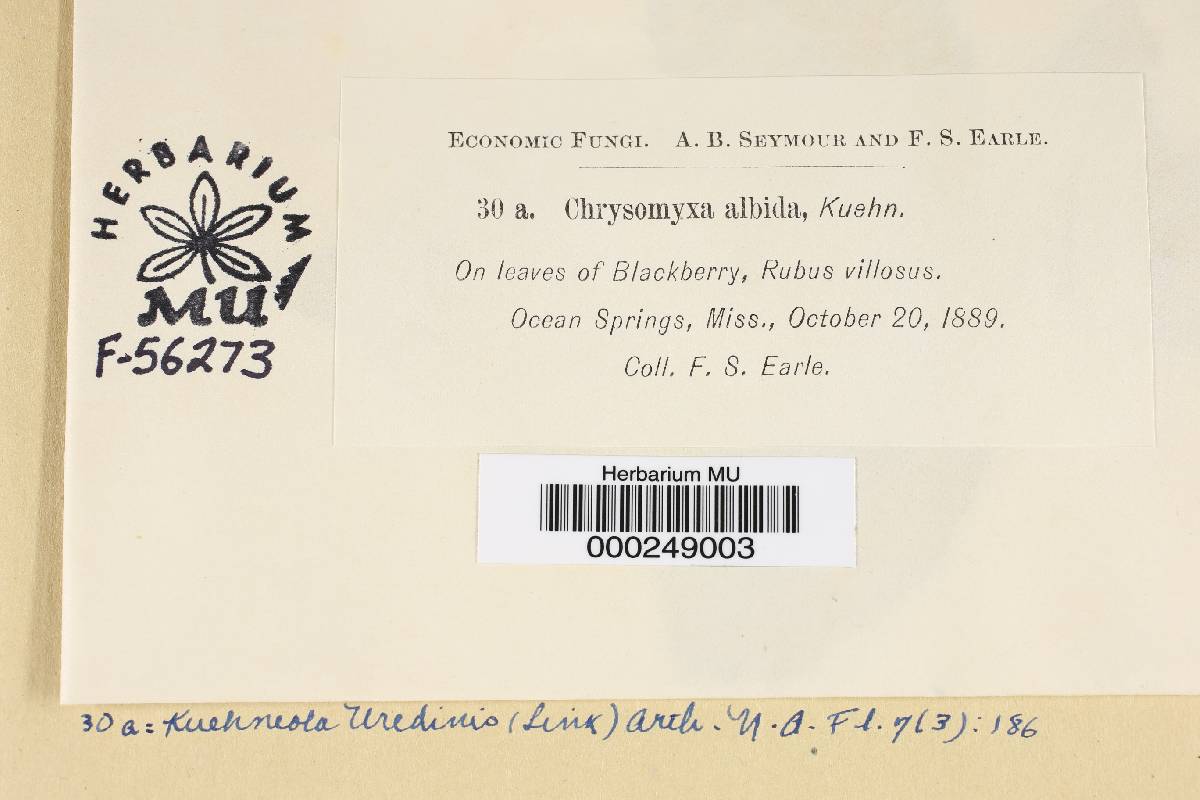 HERBARIUM
MU
F-56273
ECONOMIC FUNGI. A. B. SEYMOUR AND F. S. EARLE.
30 a. Chrysomyxa albida, Kuehn.
On leaves of Blackberry, Rubus villosus.
Ocean Springs, Miss., October 20, 1889.
Coll. F. S. Earle.
Herbarium MU
000249003
30 a = Kuehneola Uredinis (Link) Arth. N. A. Fl. 7(3): 186